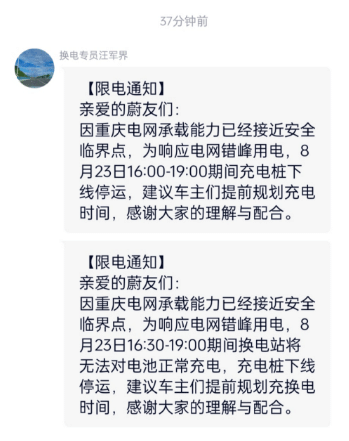 37分钟前
换电专员汪军界
【限电通知】
亲爱的蔚友们：
因重庆电网承载能力已经接近安全
临界点，为响应电网错峰用电，8
月23日16:00-19:00期间充电桩下
线停运，建议车主们提前规划充电
时间，感谢大家的理解与配合。
【限电通知】
亲爱的蔚友们：
因重庆电网承载能力已经接近安全
临界点，为响应电网错峰用电，8
月23日16:30-19:00期间换电站将
无法对电池正常充电，充电桩下线
停运，建议车主们提前规划充换电
时间，感谢大家的理解与配合。